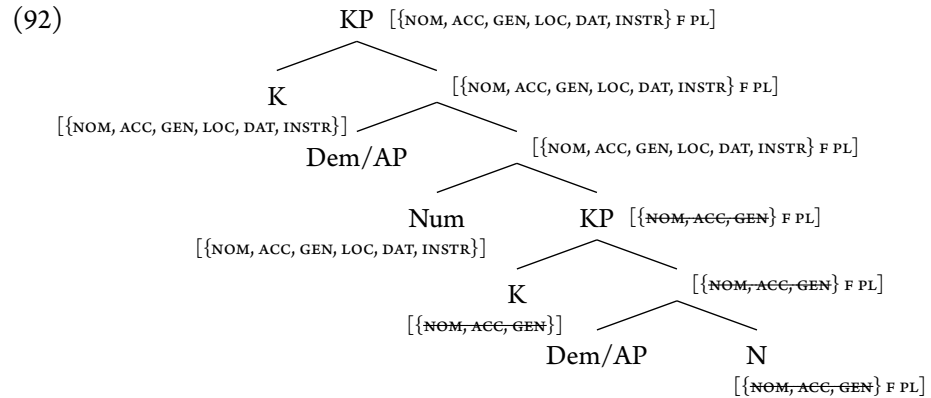 (92)
KP [{NOM, ACC, GEN, LOC, DAT, INSTR} F PL]
K [{NOM, ACC, GEN, LOC, DAT, INSTR} F PL]
[{NOM, ACC, GEN, LOC, DAT, INSTR}]
Dem/AP [{NOM, ACC, GEN, LOC, DAT, INSTR} F PL]
Num KP [{NOM, ACC, GEN} F PL]
[{NOM, ACC, GEN, LOC, DAT, INSTR}]
K [{NOM, ACC, GEN} F PL]
[{NOM, ACC, GEN}]
Dem/AP N
[{NOM, ACC, GEN} F PL]